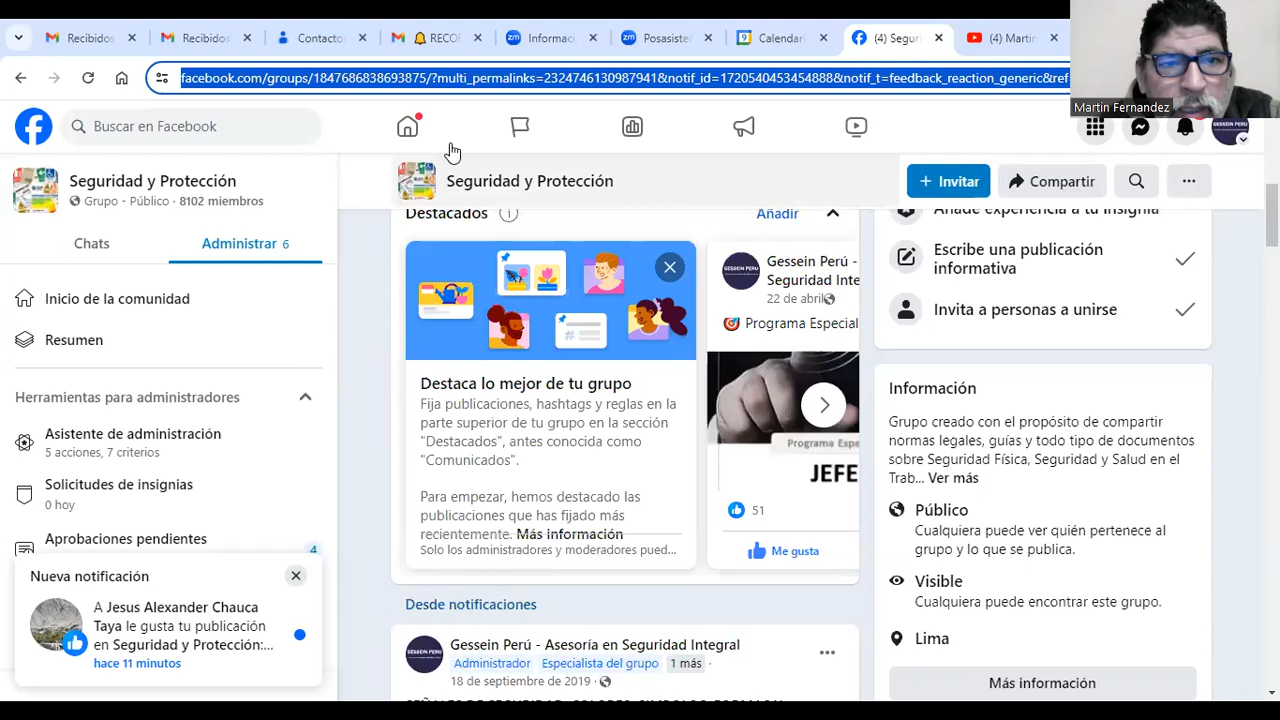 Recibidos
Recibidos
Contactos
RECOF
Informaci
Posasister
Calendari
(4) Segur
(4) Martin
facebook.com/groups/1847686838693875/?multi_permalinks=2324746130987941&notif_id=1720540453454888&notif_t=feedback_reaction_generic&ref
Martin Fernandez
Buscar en Facebook
Seguridad y Protección
Grupo - Público · 8102 miembros
Chats
Administrar 6
Inicio de la comunidad
Resumen
Herramientas para administradores
Asistente de administración
5 acciones, 7 criterios
Solicitudes de insignias
0 hoy
Aprobaciones pendientes
4
Nueva notificación
A Jesus Alexander Chauca
Taya le gusta tu publicación
en Seguridad y Protección:...
hace 11 minutos
Seguridad y Protección
+ Invitar
Compartir
Destacados
Añadir
Destaca lo mejor de tu grupo
Fija publicaciones, hashtags y reglas en la
parte superior de tu grupo en la sección
"Destacados", antes conocida como
"Comunicados".
Para empezar, hemos destacado las
publicaciones que has fijado más
recientemente. Más información
Solo los administradores y moderadores pued...
Gessein Perú -
Seguridad Inte
22 de abril
Programa Especial
Programa Espe
JEFE
51
Me gusta
Desde notificaciones
Gessein Perú - Asesoría en Seguridad Integral
Administrador Especialista del grupo 1 más ·
18 de septiembre de 2019 ·
Añade experiencia a tu insignia
Escribe una publicación
informativa
Invita a personas a unirse
Información
Grupo creado con el propósito de compartir
normas legales, guías y todo tipo de documentos
sobre Seguridad Física, Seguridad y Salud en el
Trab... Ver más
Público
Cualquiera puede ver quién pertenece al
grupo y lo que se publica.
Visible
Cualquiera puede encontrar este grupo.
Lima
Más información